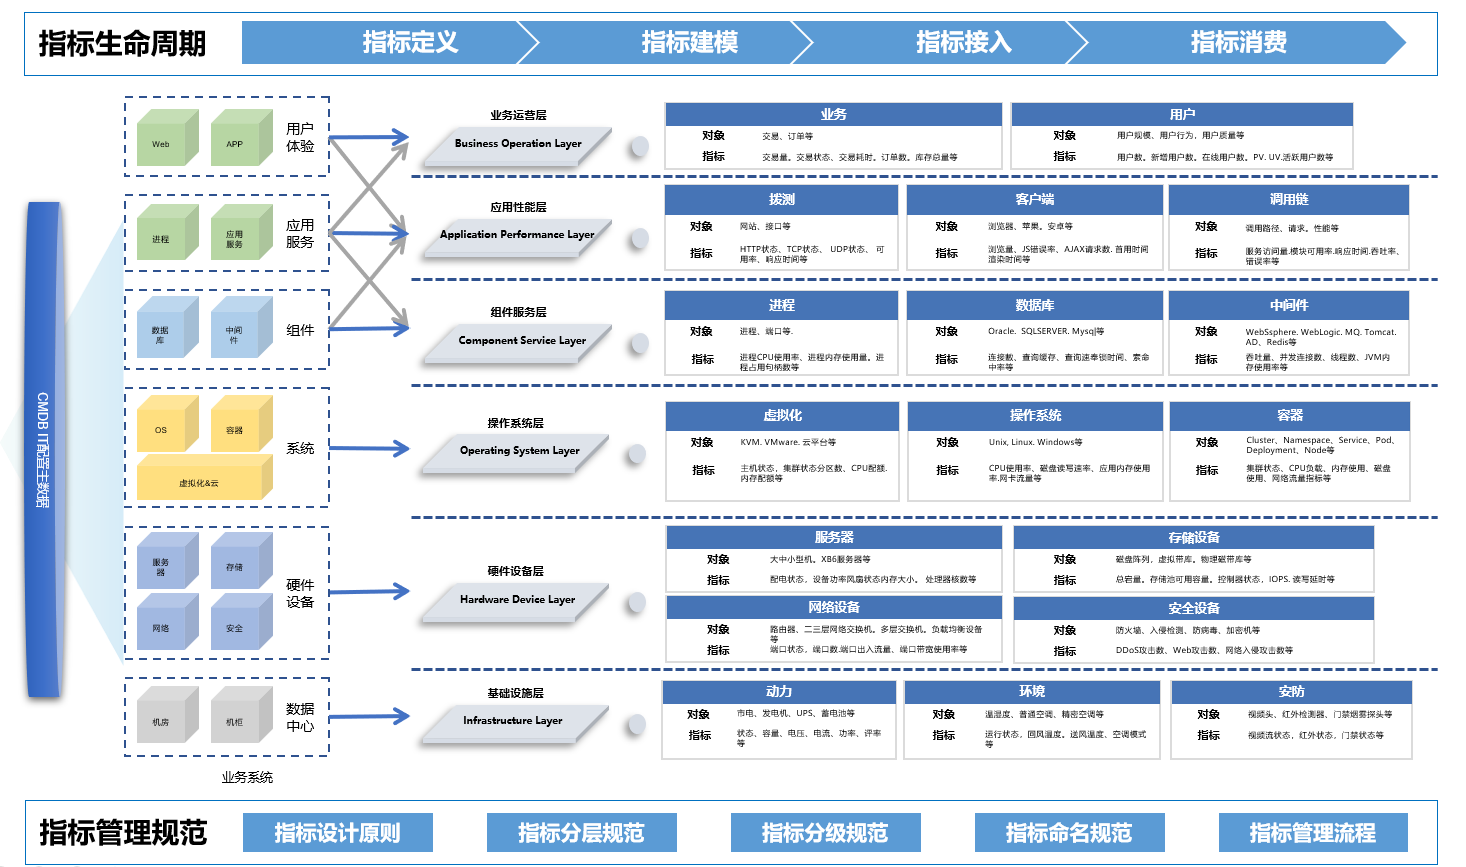 指标生命周期
指标定义
指标建模
指标接入
指标消费
CMDB IT配置主数据
Web
APP
用户
体验
进程
应用
服务
应用
服务
数据
库
中间
件
组件
OS
容器
虚拟化&云
系统
服务
器
存储
网络
安全
硬件
设备
机房
机柜
数据
中心
业务系统
业务运营层
Business Operation Layer
业务
对象
交易、订单等
指标
交易量。交易状态、交易耗时。订单数。库存总量等
用户
对象
用户规模、用户行为，用户质量等
指标
用户数。新增用户数。在线用户数。PV. UV.活跃用户数等
应用性能层
Application Performance Layer
拨测
对象
网站、接口等
指标
HTTP状态、TCP状态、 UDP状态、 可
用率、响应时间等
客户端
对象
浏览器、苹果。安卓等
指标
浏览量、JS错误率、AJAX请求数. 首用时间
渲染时间等
调用链
对象
调用路径、请求。性能等
指标
服务访问量.模块可用率.响应时间.吞吐率、
错误率等
组件服务层
Component Service Layer
进程
对象
进程、端口等.
指标
进程CPU使用率、进程内存使用量。进
程占用句柄数等
数据库
对象
Oracle. SQLSERVER. Mysql等
指标
连接数、查询缓存、查询速奉锁时间、素命
中率等
中间件
对象
WebSsphere. WebLogic. MQ. Tomcat.
AD、Redis等
指标
吞吐量、并发连接数、线程数、JVM内
存使用率等
操作系统层
Operating System Layer
虚拟化
对象
KVM. VMware. 云平台等
指标
主机状态，集群状态分区数、CPU配额.
内存配额等
操作系统
对象
Unix, Linux. Windows等
指标
CPU使用率、磁盘读写速率、应用内存使用
率.网卡流量等
容器
对象
Cluster、Namespace、Service，Pod、
Deployment、Node等
指标
集群状态、CPU负载、内存使用、磁盘
使用、网络流量指标等
硬件设备层
Hardware Device Layer
服务器
对象
大中小型机。XB6服务器等
指标
配电状态，设备功率风扇状态内存大小。 处理器核数等
存储设备
对象
磁盘阵列，虚拟带库。物理磁带库等
指标
总宕量。存储池可用容量。控制器状态，IOPS. 读写延时等
网络设备
对象
路由器、二三层网络交换机。多层交换机。负载均衡设备
等
指标
端口状态，端口数.端口出入流量、端口带宽使用率等
安全设备
对象
防火墙、入侵检测、防病毒、加密机等
指标
DDoS攻击数、Web攻击数、网络入侵攻击数等
基础设施层
Infrastructure Layer
动力
对象
市电、发电机、UPS、蓄电池等
指标
状态、容量、电压、电流、功率、评率
等
环境
对象
温湿度、普通空调、精密空调等
指标
运行状态，回风温度。送风温度、空调模式
等
安防
对象
视频头、红外检测器、门禁烟雾探头等
指标
视频流状态，红外状态，门禁状态等
指标管理规范
指标设计原则
指标分层规范
指标分级规范
指标命名规范
指标管理流程